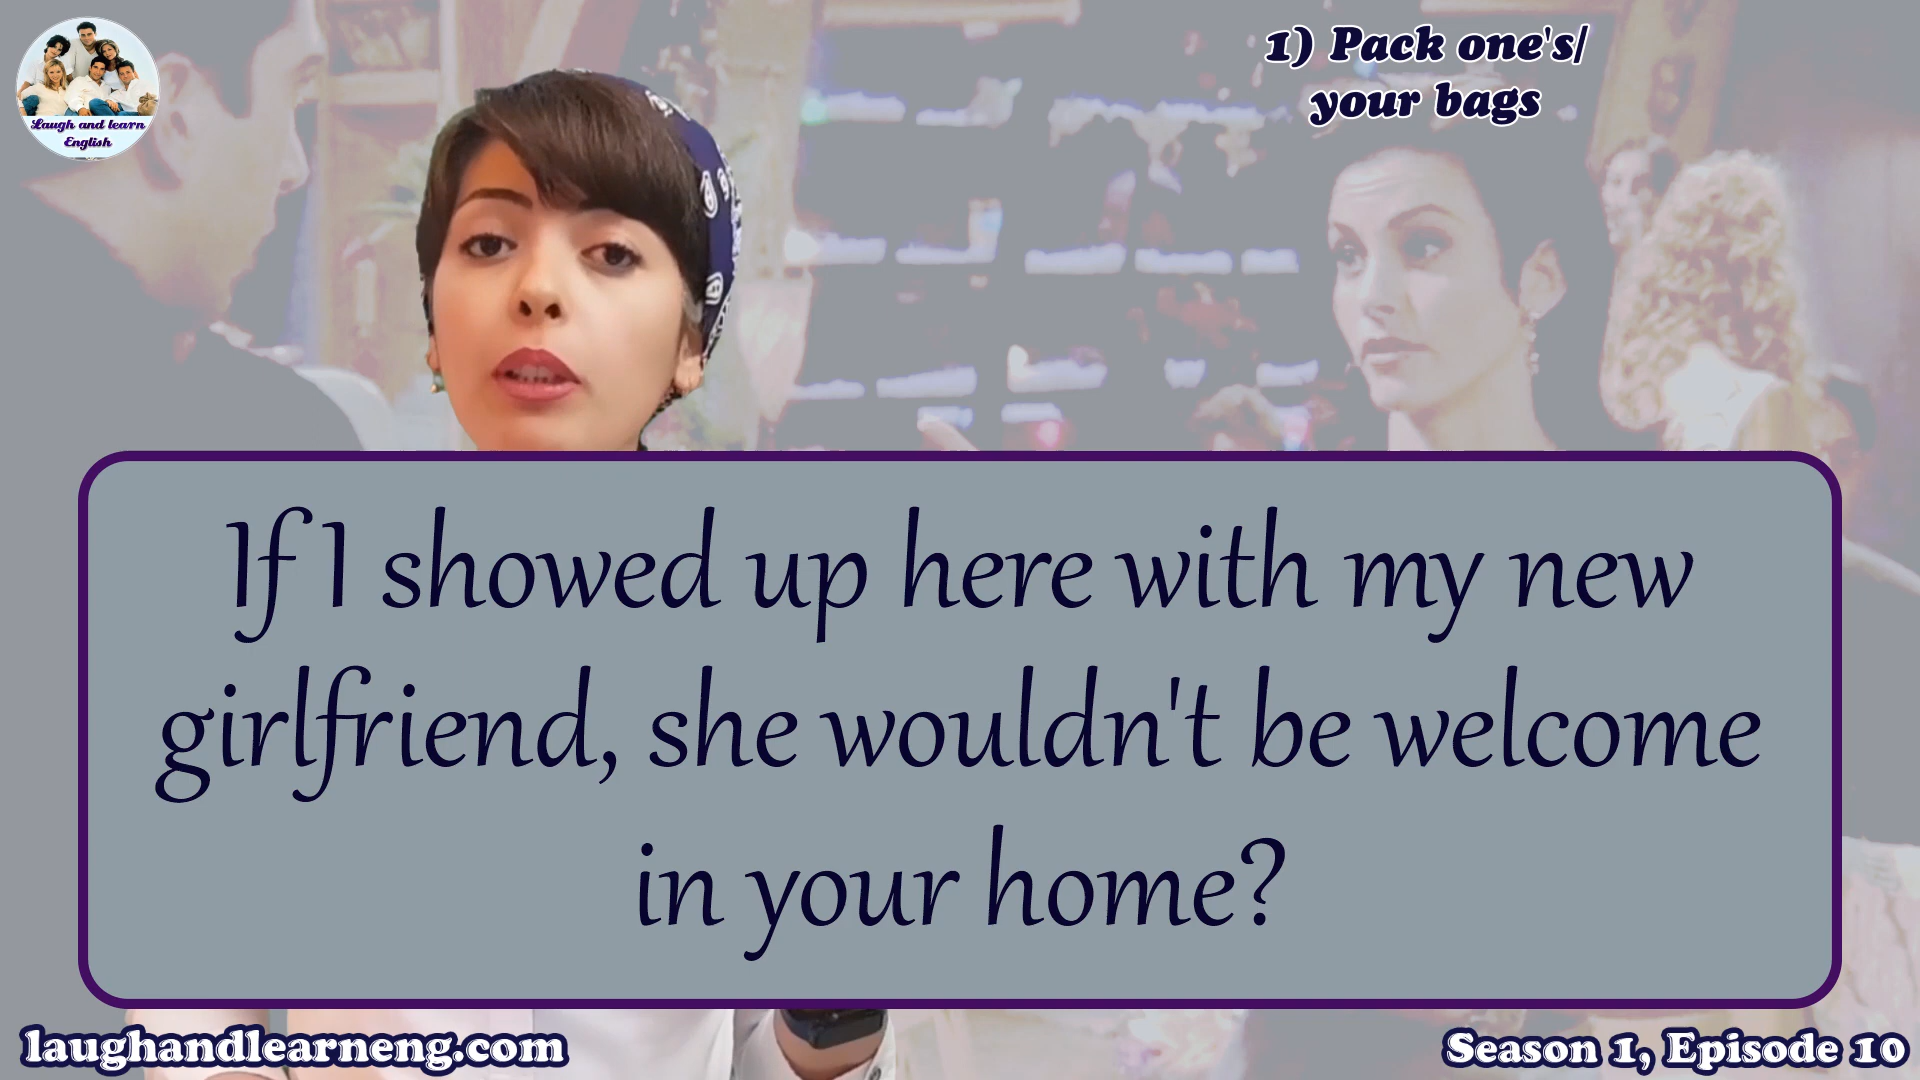 Laugh and learn
English
1) Pack one's/
your bags
If I showed up here with my new
girlfriend, she wouldn't be welcome
in your home?
laughandlearneng.com
Season 1, Episode 10